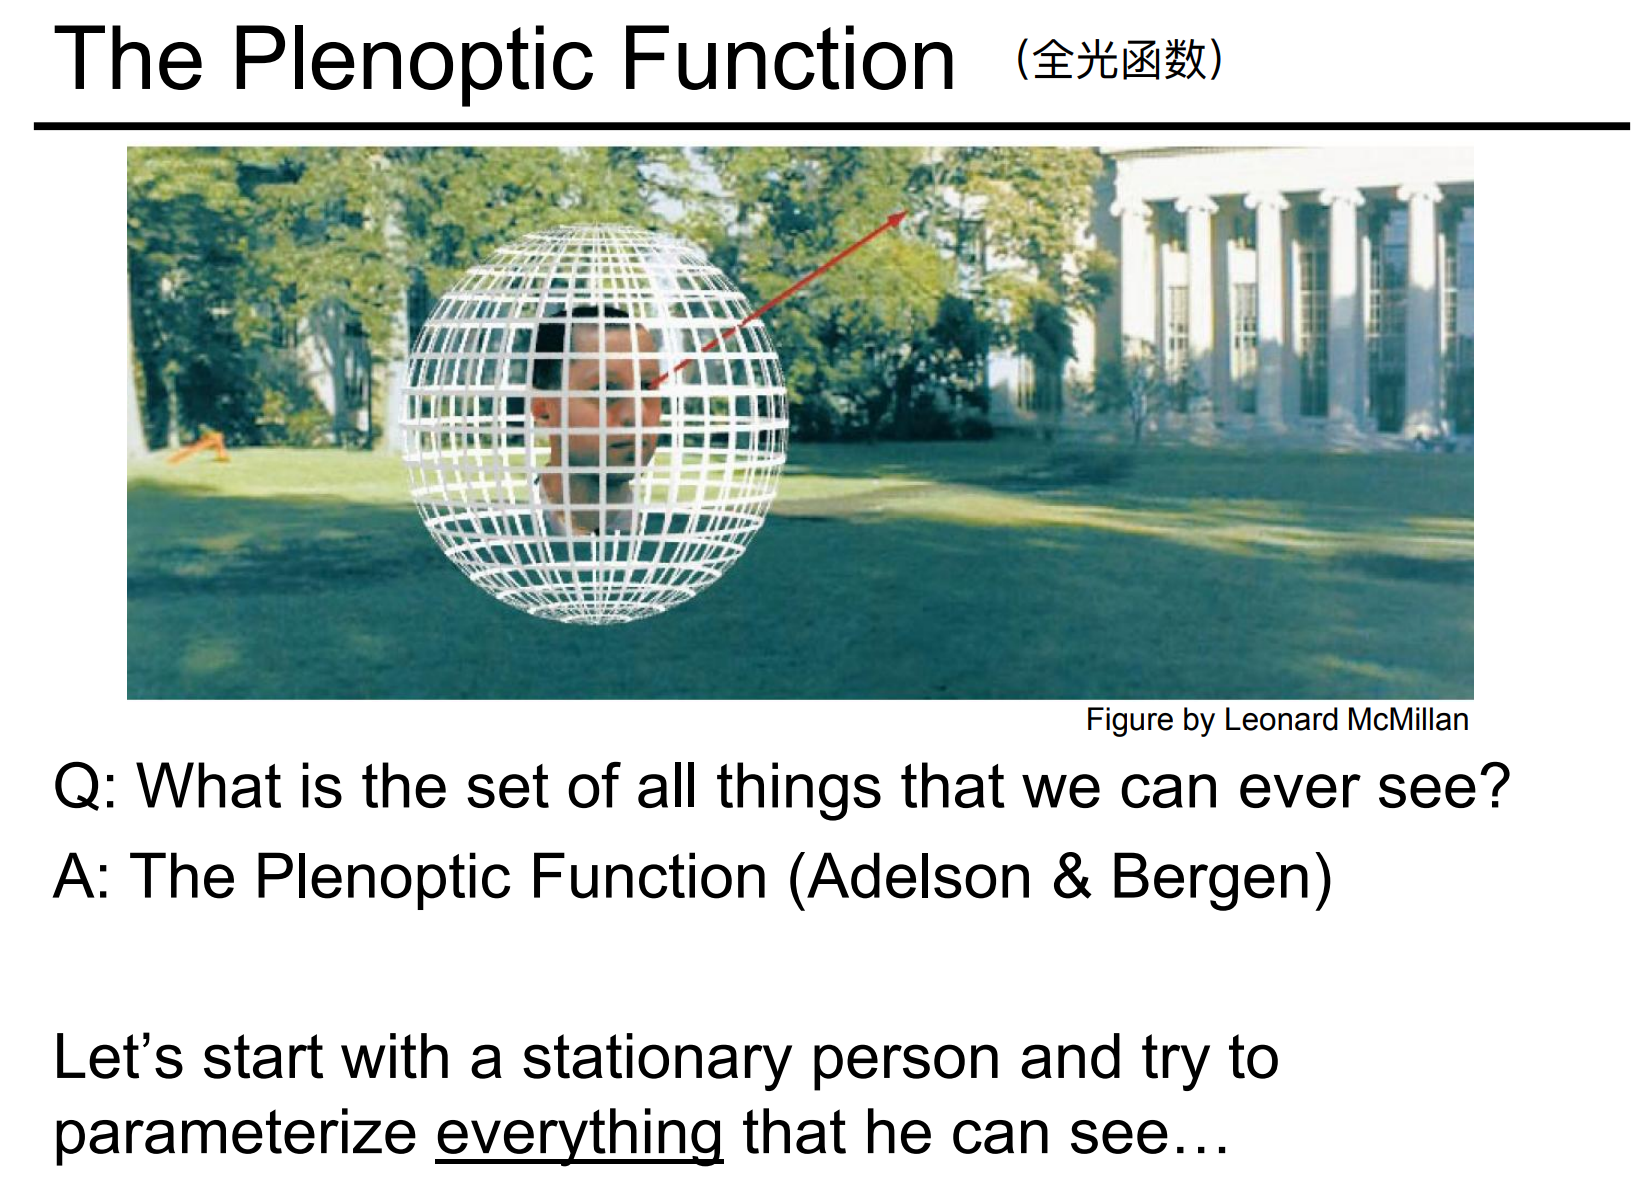 The Plenoptic Function (全光函数)
Figure by Leonard McMillan
Q: What is the set of all things that we can ever see?
A: The Plenoptic Function (Adelson & Bergen)
Let’s start with a stationary person and try to
parameterize everything that he can see…